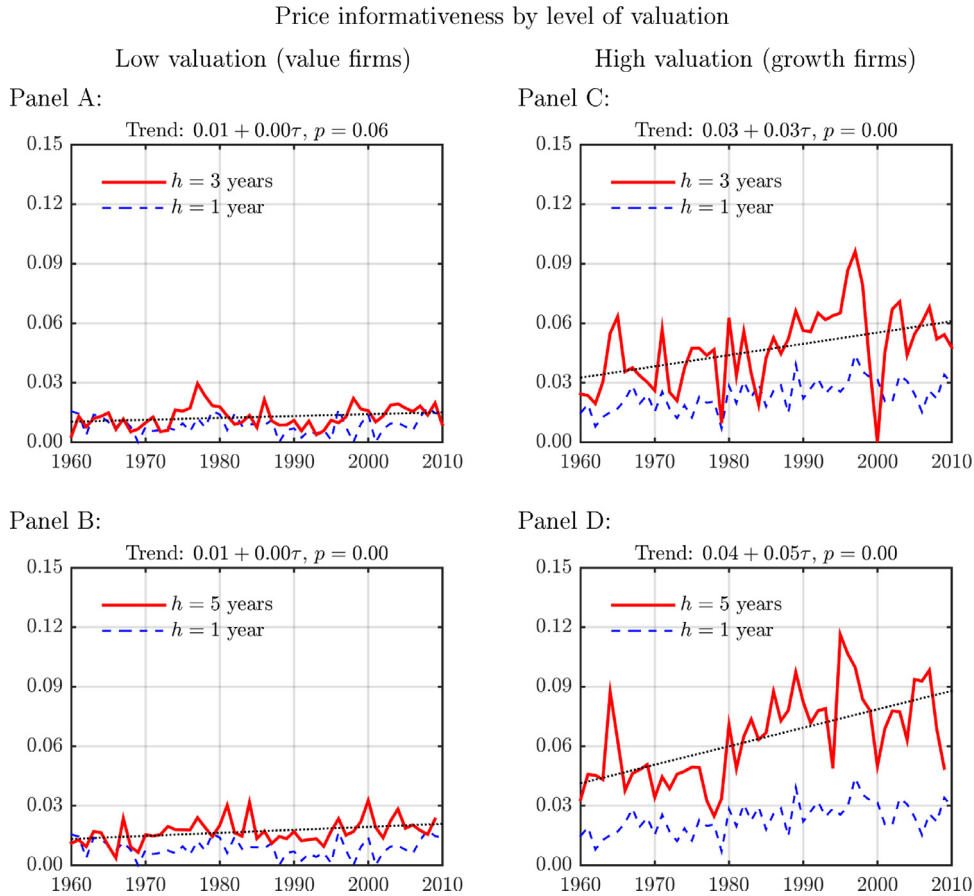 Price informativeness by level of valuation
Low valuation (value firms)
High valuation (growth firms)
Panel A:
Trend: 0.01 + 0.00τ, p = 0.06
0.15
0.12
0.09
0.06
0.03
0.00
h = 3 years
h = 1 year
1960 1970 1980 1990 2000 2010
Panel C:
Trend: 0.03 + 0.03τ, p = 0.00
0.15
0.12
0.09
0.06
0.03
0.00
h = 3 years
h = 1 year
1960 1970 1980 1990 2000 2010
Panel B:
Trend: 0.01 + 0.00τ, p = 0.00
0.15
0.12
0.09
0.06
0.03
0.00
h = 5 years
h = 1 year
1960 1970 1980 1990 2000 2010
Panel D:
Trend: 0.04 + 0.05τ, p = 0.00
0.15
0.12
0.09
0.06
0.03
0.00
h = 5 years
h = 1 year
1960 1970 1980 1990 2000 2010